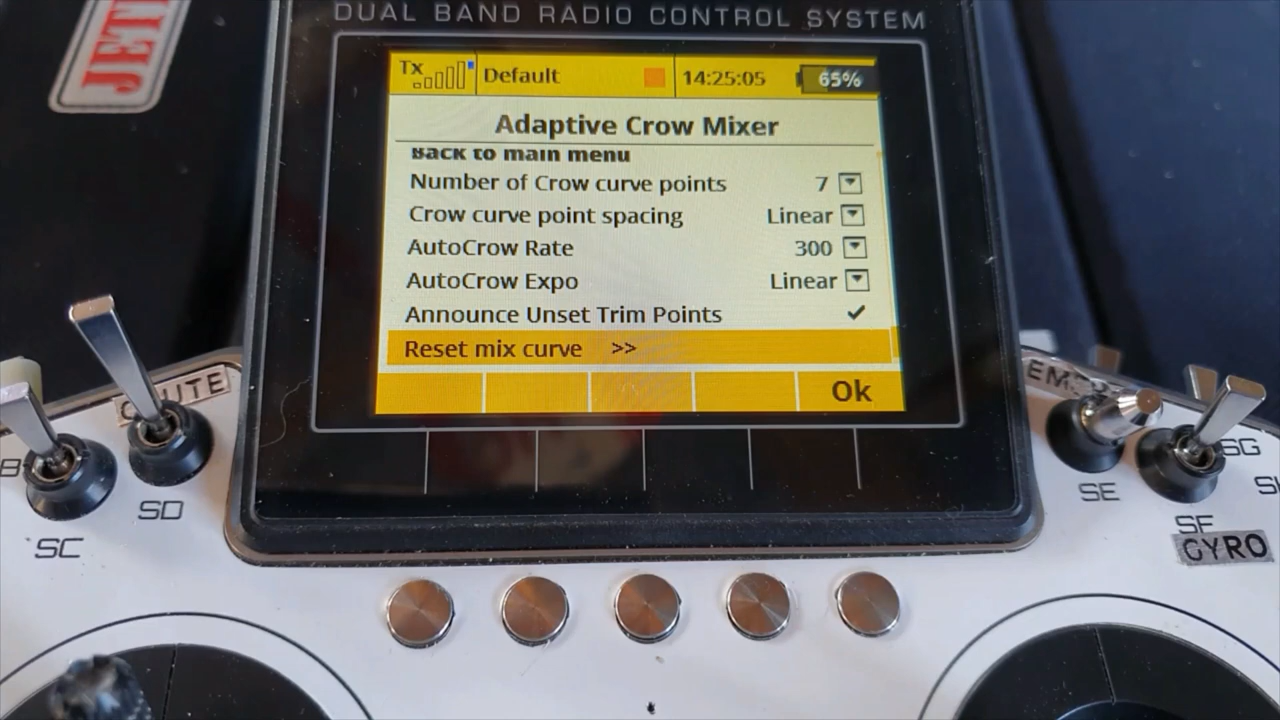 JETI
DUAL BAND RADIO CONTROL SYSTEM
Tx Default 14:25:05 65%
Adaptive Crow Mixer
Back to main menu
Number of Crow curve points 7
Crow curve point spacing Linear
AutoCrow Rate 300
AutoCrow Expo Linear
Announce Unset Trim Points ✓
Reset mix curve >>
Ok
SD
SC
SE
SG
SF
GYRO